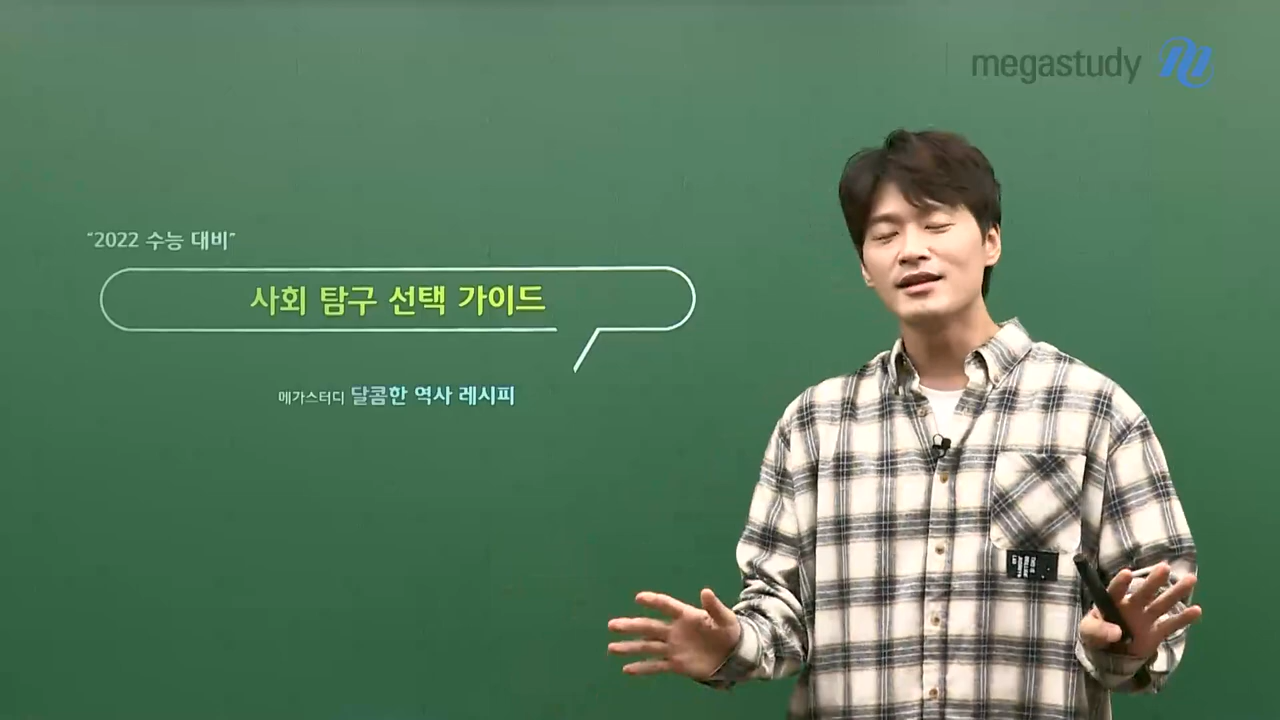 megastudy
“2022 수능 대비”
사회 탐구 선택 가이드
메가스터디 달콤한 역사 레시피